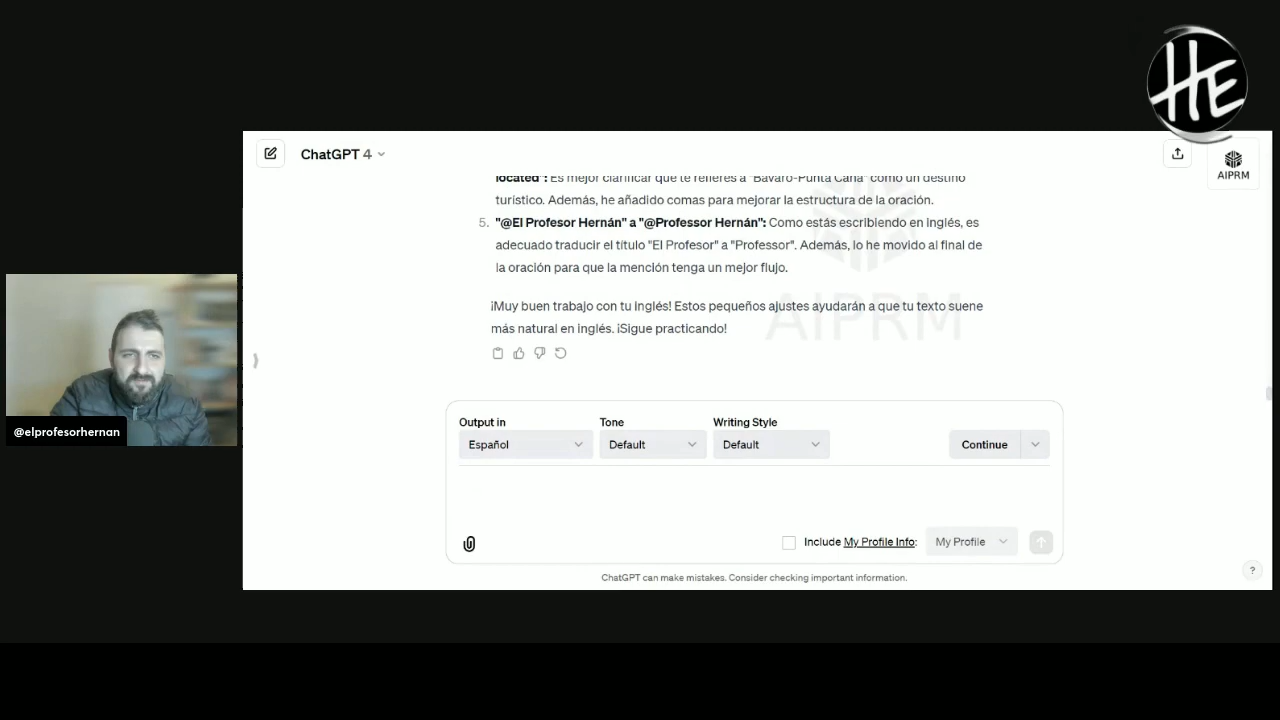 HE
ChatGPT 4
AIPRM
located": Es mejor clarificar que te refieres a "Bávaro-Punta Cana" como un destino
turístico. Además, he añadido comas para mejorar la estructura de la oración.
5. "@El Profesor Hernán" a "@Professor Hernán": Como estás escribiendo en inglés, es
adecuado traducir el título "El Profesor" a "Professor". Además, lo he movido al final de
la oración para que la mención tenga un mejor flujo.
¡Muy buen trabajo con tu inglés! Estos pequeños ajustes ayudarán a que tu texto suene
más natural en inglés. ¡Sigue practicando!
AIPRM
@elprofesorhernan
Output in Tone Writing Style
Español Default Default Continue
Include My Profile Info: My Profile
ChatGPT can make mistakes. Consider checking important information.
?